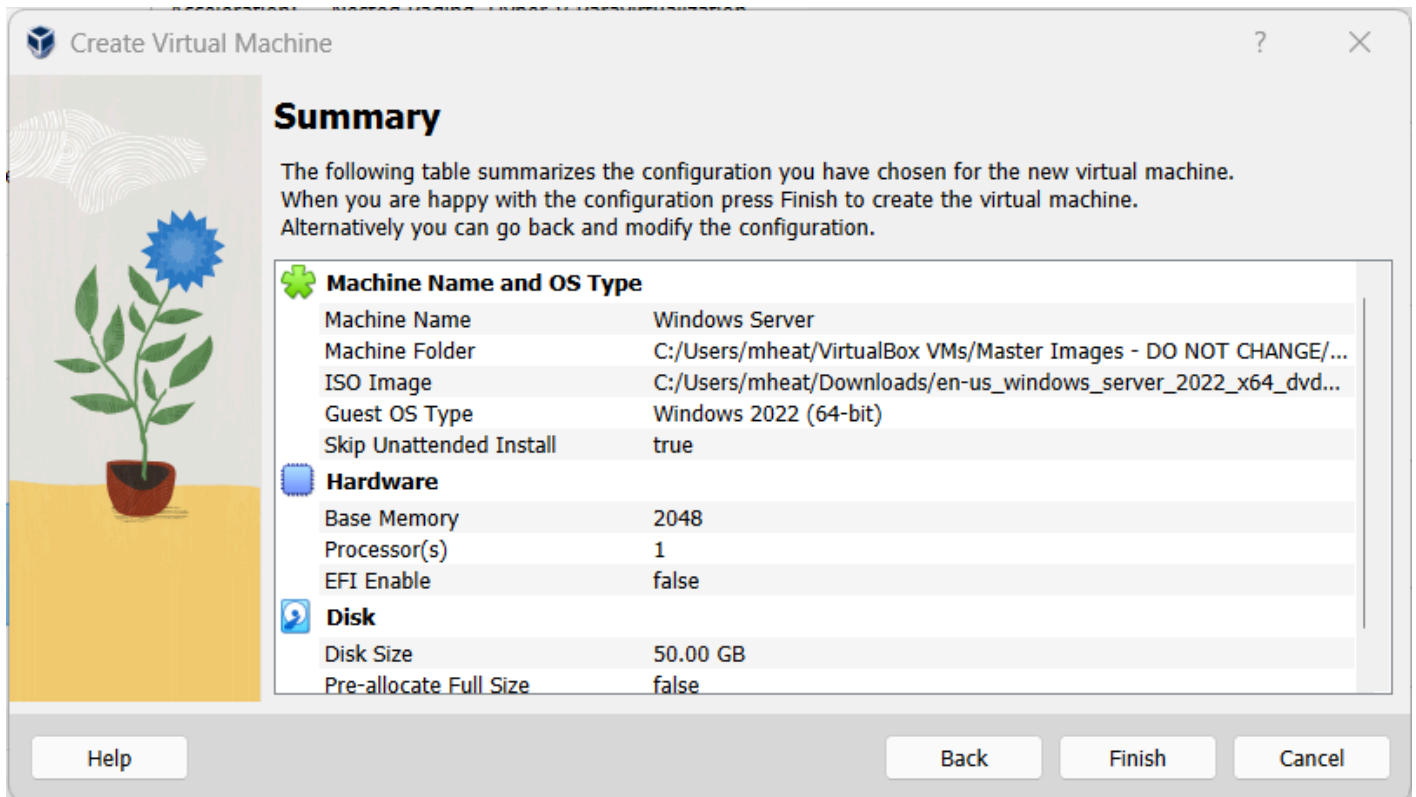 Acceleration: Nested Paging, Hyper-V Paravirtualization
Create Virtual Machine
Summary
The following table summarizes the configuration you have chosen for the new virtual machine.
When you are happy with the configuration press Finish to create the virtual machine.
Alternatively you can go back and modify the configuration.
Machine Name and OS Type
Machine Name Windows Server
Machine Folder C:/Users/mheat/VirtualBox VMs/Master Images - DO NOT CHANGE/...
ISO Image C:/Users/mheat/Downloads/en-us_windows_server_2022_x64_dvd...
Guest OS Type Windows 2022 (64-bit)
Skip Unattended Install true
Hardware
Base Memory 2048
Processor(s) 1
EFI Enable false
Disk
Disk Size 50.00 GB
Pre-allocate Full Size false
Help Back Finish Cancel